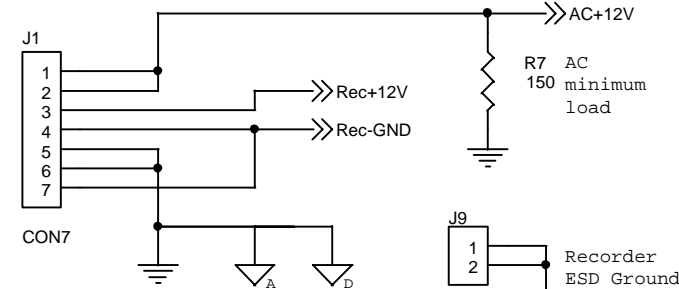 AC+12V
J1
1
2
3
4
5
6
7
CON7
Rec+12V
Rec-GND
R7 AC
150 minimum
load
A
D
J9
1
2
Recorder
ESD Ground